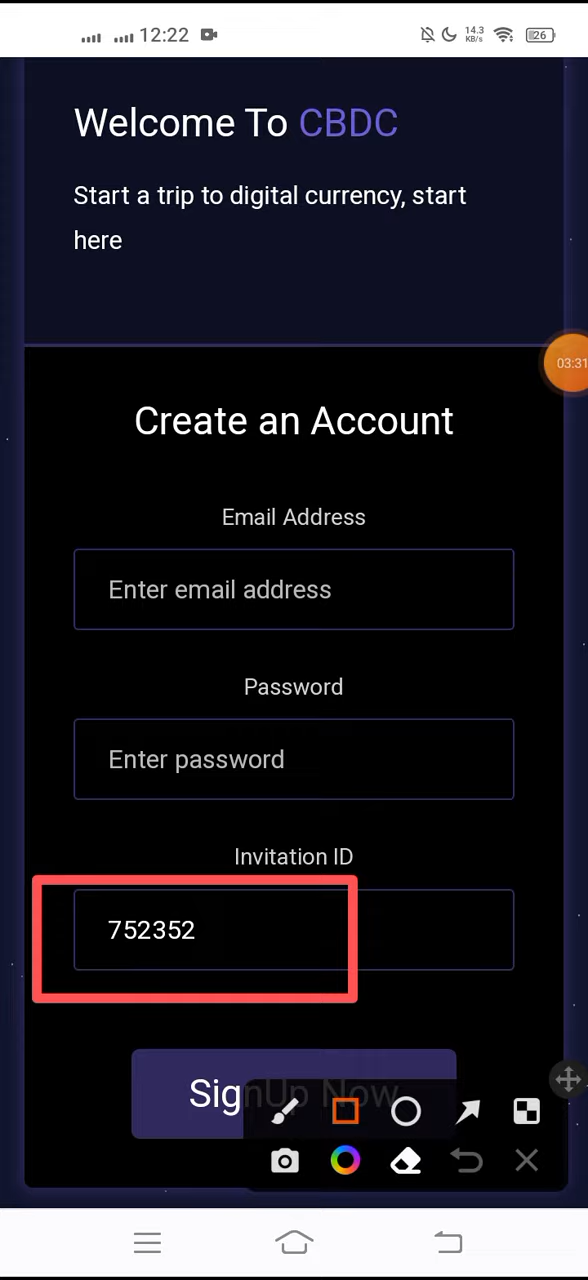 12:22
14.3
KB/s
26
Welcome To CBDC
Start a trip to digital currency, start
here
03:31
Create an Account
Email Address
Enter email address
Password
Enter password
Invitation ID
752352
SignUp Now